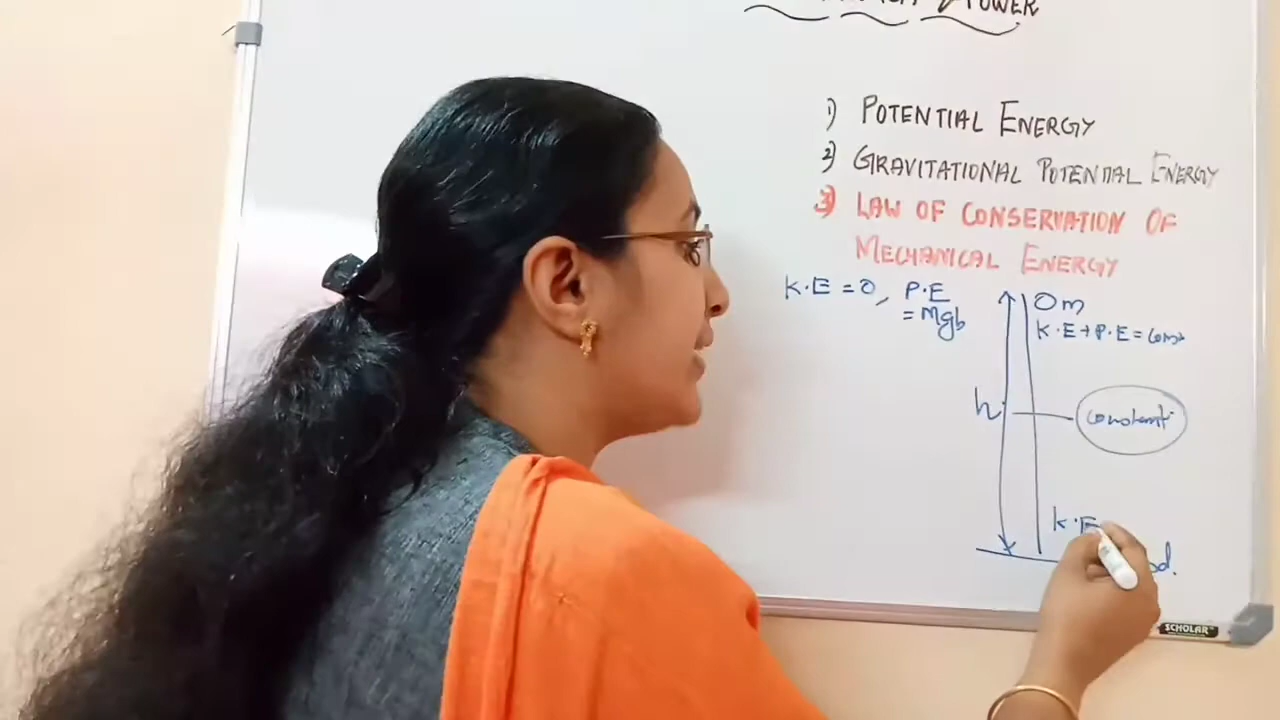 POWER
1) POTENTIAL ENERGY
2) GRAVITATIONAL POTENTIAL ENERGY
3) LAW OF CONSERVATION OF
MECHANICAL ENERGY
K.E = 0, P.E
= Mgh
0m
K.E + P.E = Const
h
constant
K.E
SCHOLAR